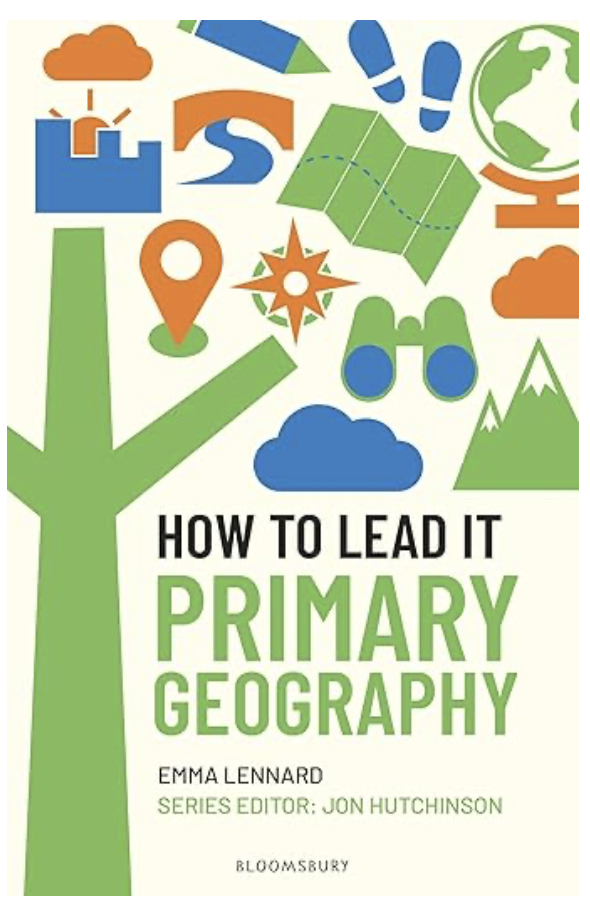 HOW TO LEAD IT
PRIMARY
GEOGRAPHY
EMMA LENNARD
SERIES EDITOR: JON HUTCHINSON
BLOOMSBURY